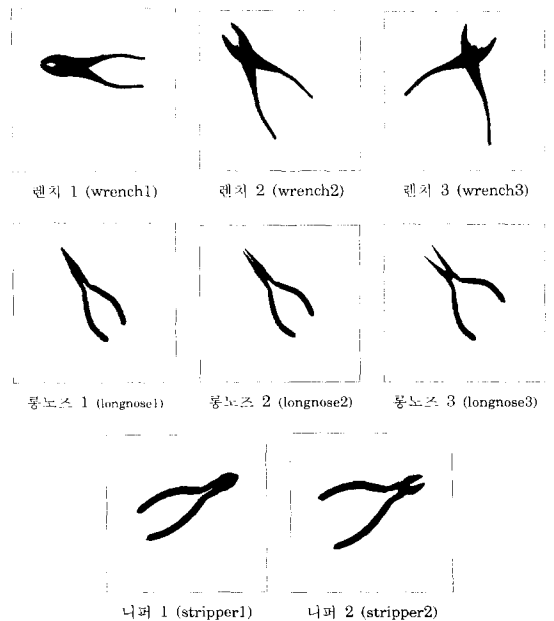 렌치 1 (wrench1)
렌치 2 (wrench2)
렌치 3 (wrench3)
롱노즈 1 (longnose1)
롱노즈 2 (longnose2)
롱노즈 3 (longnose3)
니퍼 1 (stripper1)
니퍼 2 (stripper2)